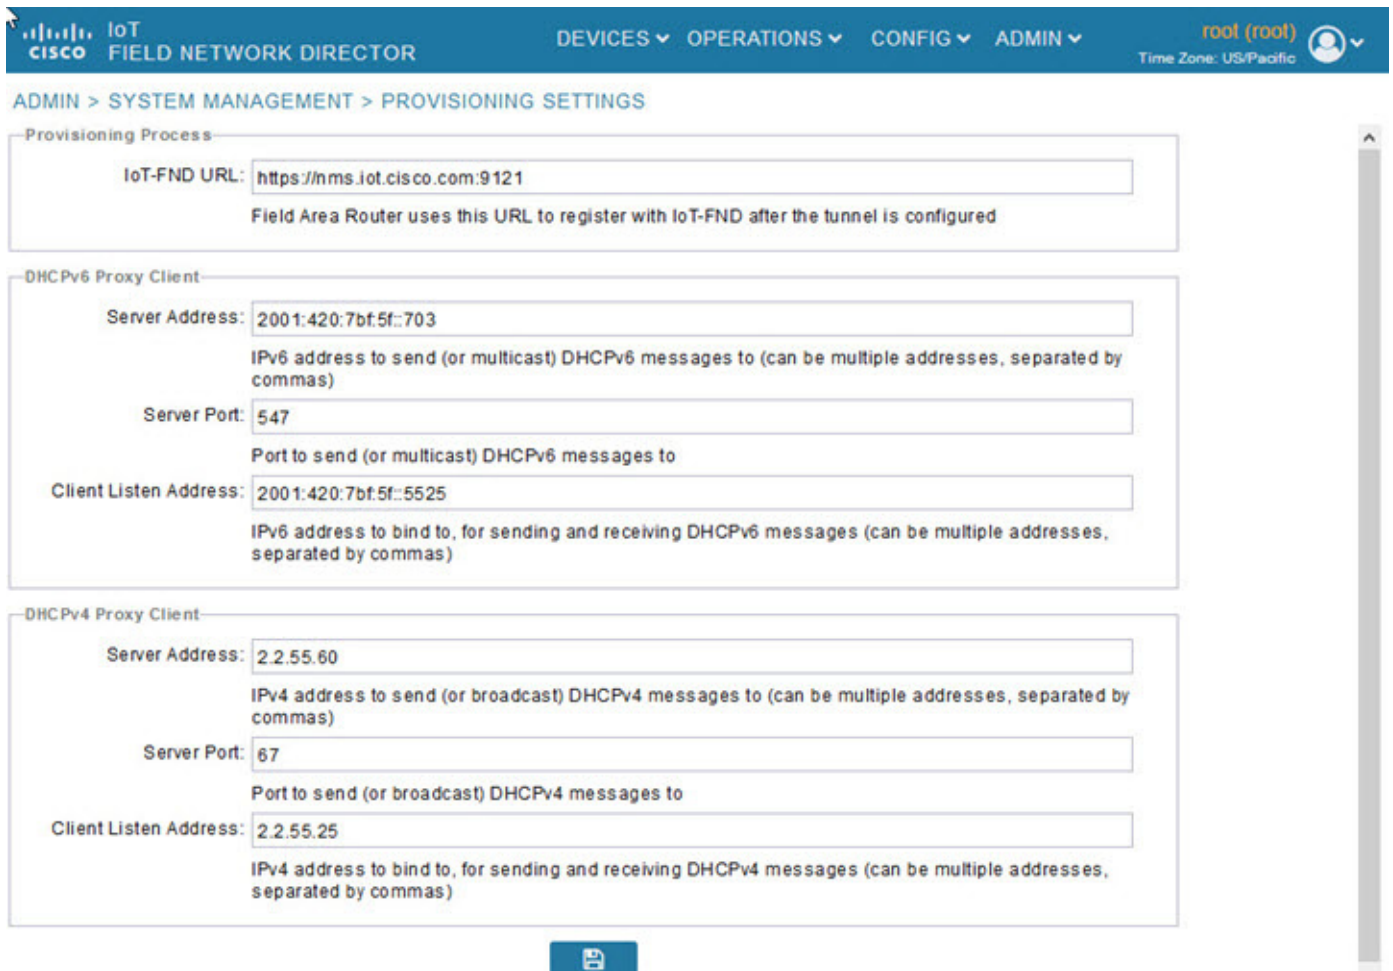 IoT
CISCO FIELD NETWORK DIRECTOR
DEVICES OPERATIONS CONFIG ADMIN
root (root)
Time Zone: US/Pacific
ADMIN > SYSTEM MANAGEMENT > PROVISIONING SETTINGS
Provisioning Process
IoT-FND URL: https://nms.iot.cisco.com:9121
Field Area Router uses this URL to register with IoT-FND after the tunnel is configured
DHCPv6 Proxy Client
Server Address: 2001:420:7bf:5f::703
IPv6 address to send (or multicast) DHCPv6 messages to (can be multiple addresses, separated by
commas)
Server Port: 547
Port to send (or multicast) DHCPv6 messages to
Client Listen Address: 2001:420:7bf:5f::5525
IPv6 address to bind to, for sending and receiving DHCPv6 messages (can be multiple addresses,
separated by commas)
DHCPv4 Proxy Client
Server Address: 2.2.55.60
IPv4 address to send (or broadcast) DHCPv4 messages to (can be multiple addresses, separated by
commas)
Server Port: 67
Port to send (or broadcast) DHCPv4 messages to
Client Listen Address: 2.2.55.25
IPv4 address to bind to, for sending and receiving DHCPv4 messages (can be multiple addresses,
separated by commas)